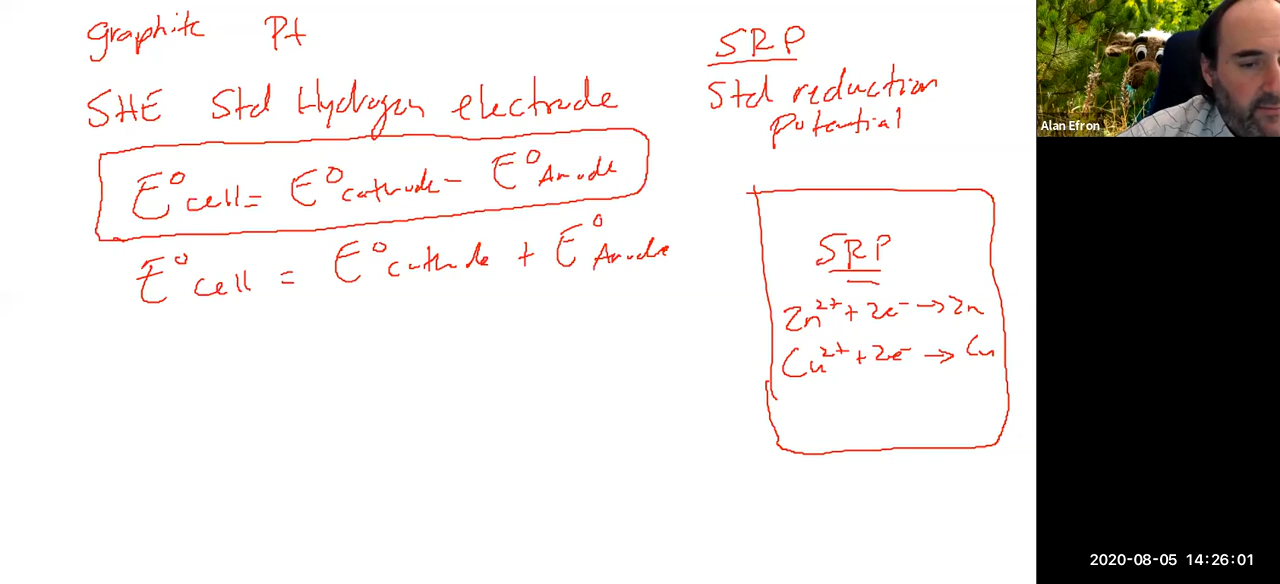 graphite Pt
SHE Std Hydrogen electrode
E°cell = E°cathode - E°Anode
E°cell = E°cathode + E°Anode
SRP
Std reduction
potential
SRP
Zn²⁺ + 2e⁻ → Zn
Cu²⁺ + 2e⁻ → Cu
Alan Efron
2020-08-05 14:26:01